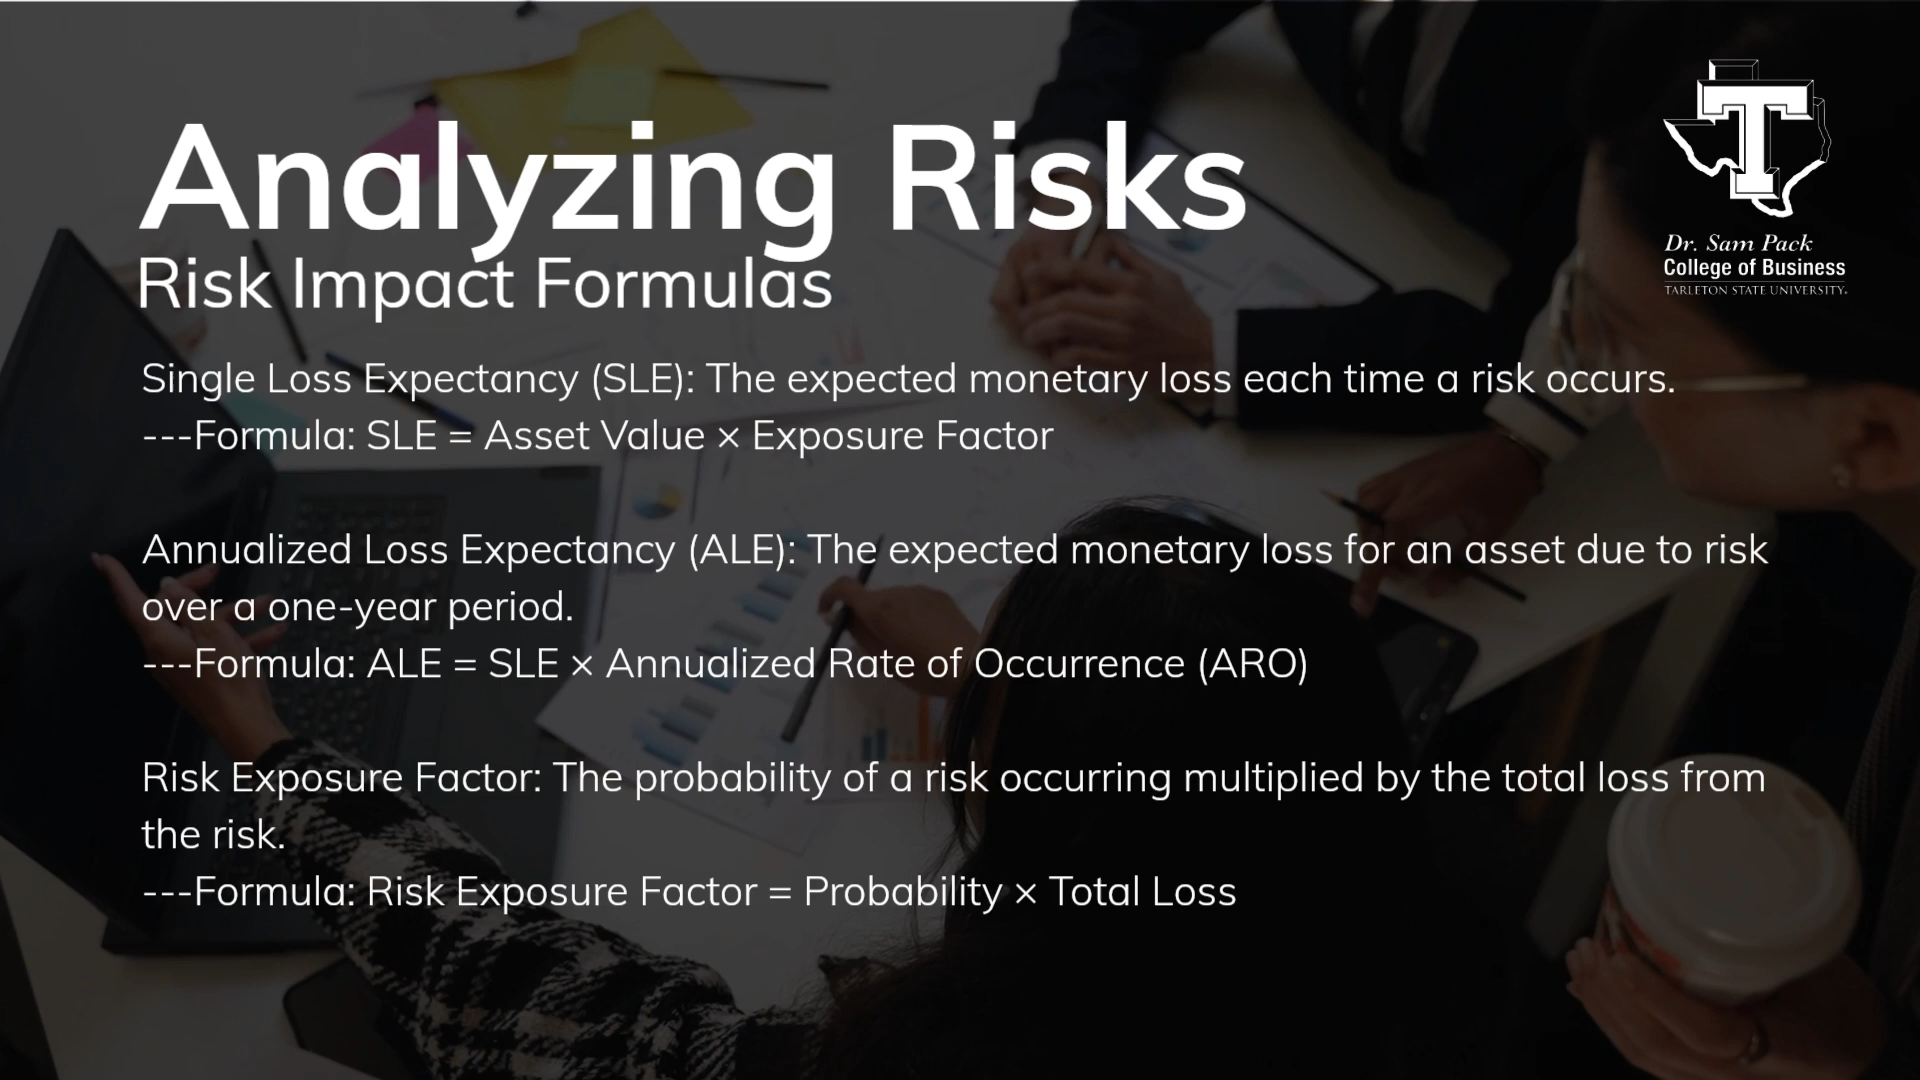 Analyzing Risks
Risk Impact Formulas
T
Dr. Sam Pack
College of Business
TARLETON STATE UNIVERSITY.
Single Loss Expectancy (SLE): The expected monetary loss each time a risk occurs.
---Formula: SLE = Asset Value × Exposure Factor
Annualized Loss Expectancy (ALE): The expected monetary loss for an asset due to risk
over a one-year period.
---Formula: ALE = SLE × Annualized Rate of Occurrence (ARO)
Risk Exposure Factor: The probability of a risk occurring multiplied by the total loss from
the risk.
---Formula: Risk Exposure Factor = Probability × Total Loss